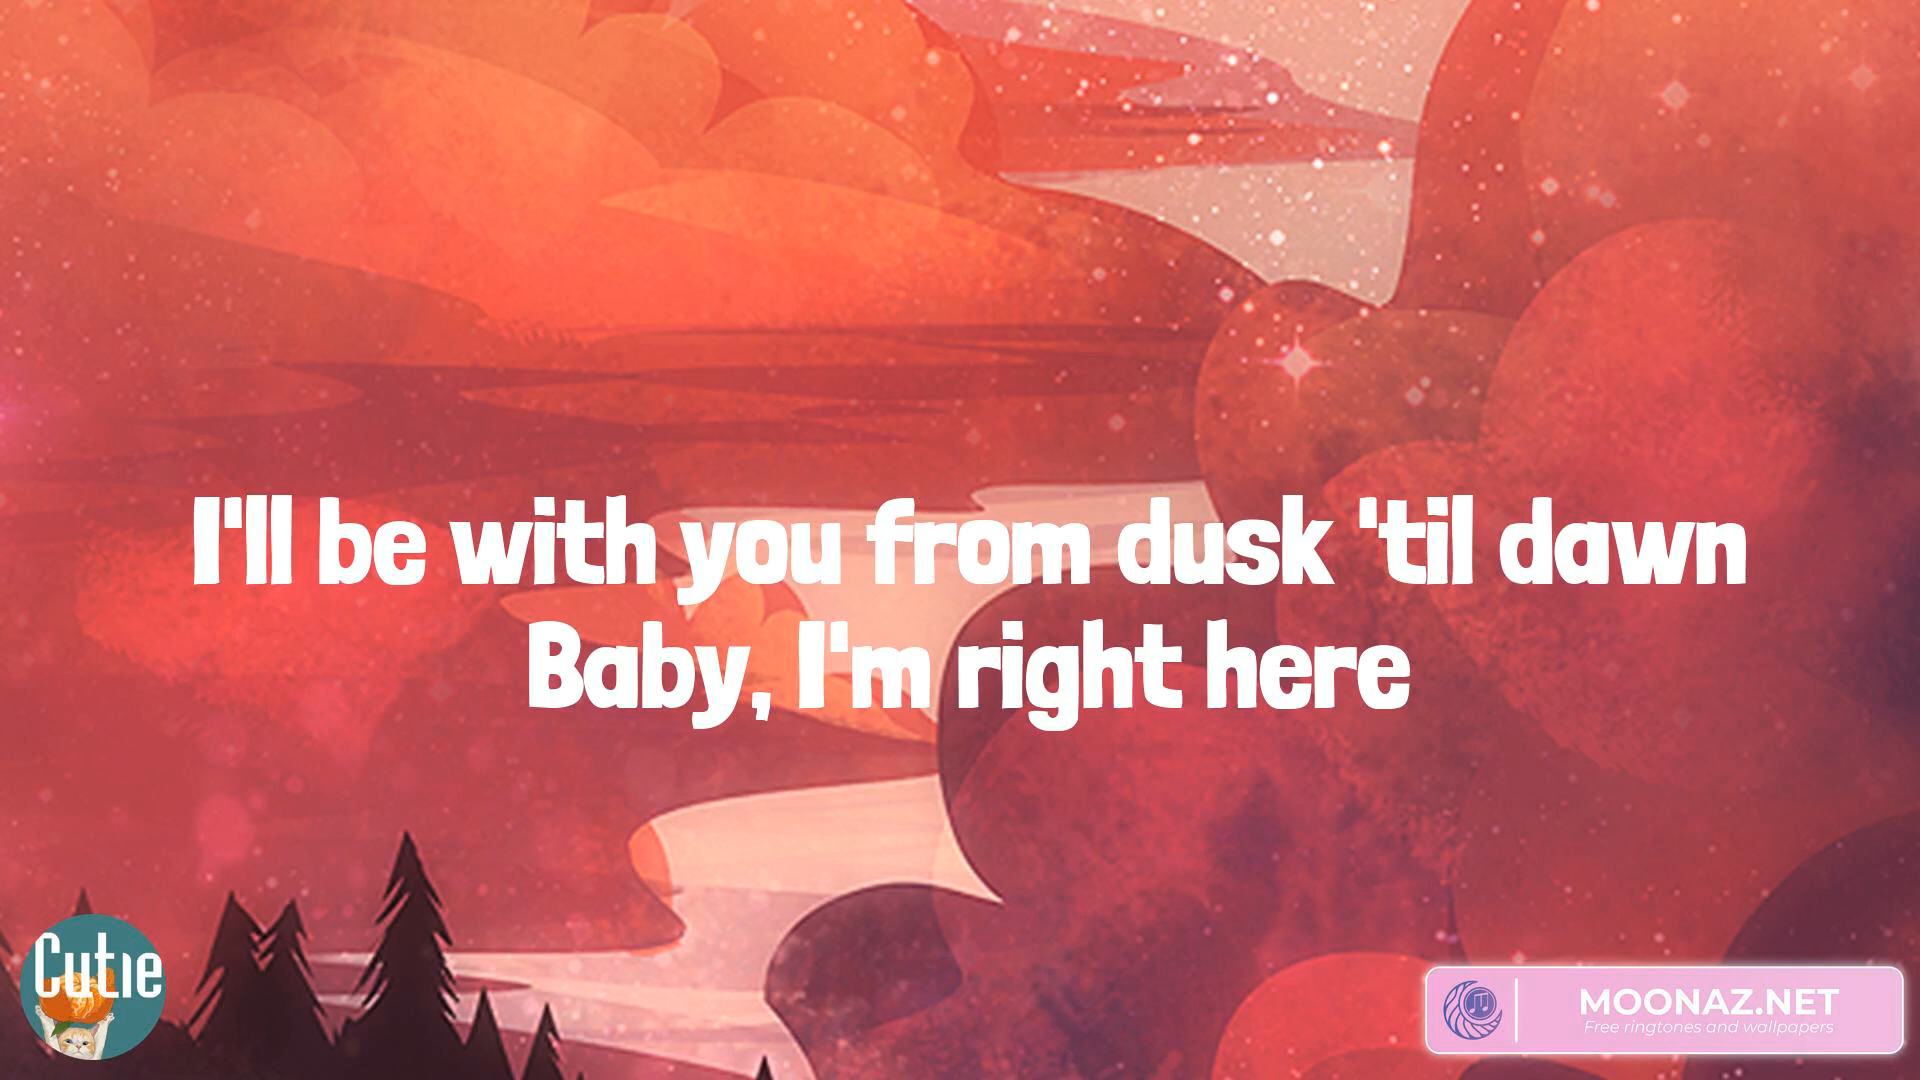 I'll be with you from dusk 'til dawn
Baby, I'm right here
Cutie
MOONAZ.NET
Free ringtones and wallpapers